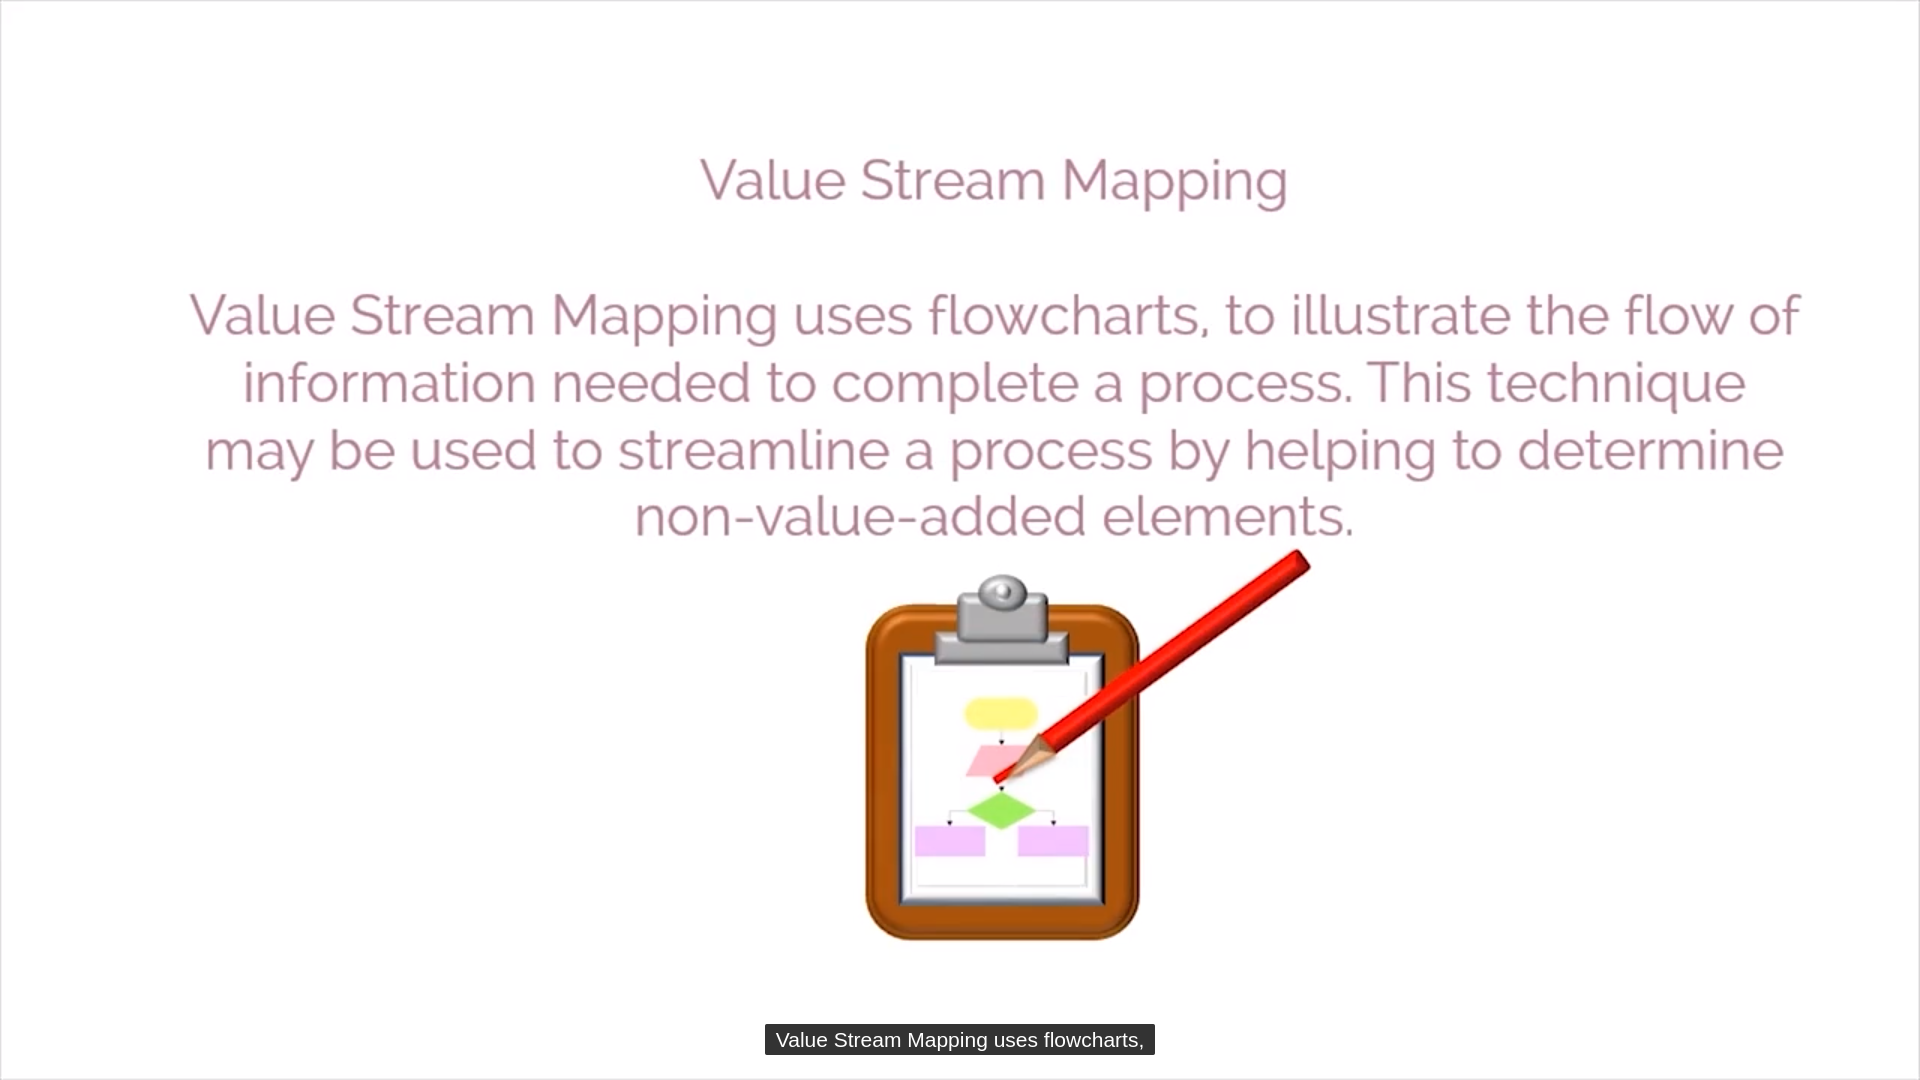 Value Stream Mapping
Value Stream Mapping uses flowcharts, to illustrate the flow of
information needed to complete a process. This technique
may be used to streamline a process by helping to determine
non-value-added elements.
Value Stream Mapping uses flowcharts,